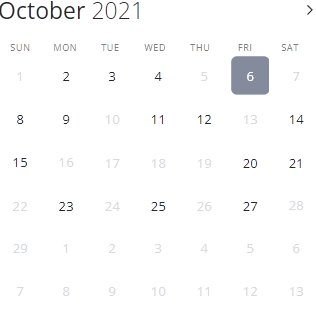 October 2021
SUN MON TUE WED THU FRI SAT
1 2 3 4 5 6 7
8 9 10 11 12 13 14
15 16 17 18 19 20 21
22 23 24 25 26 27 28
29 1 2 3 4 5 6
7 8 9 10 11 12 13